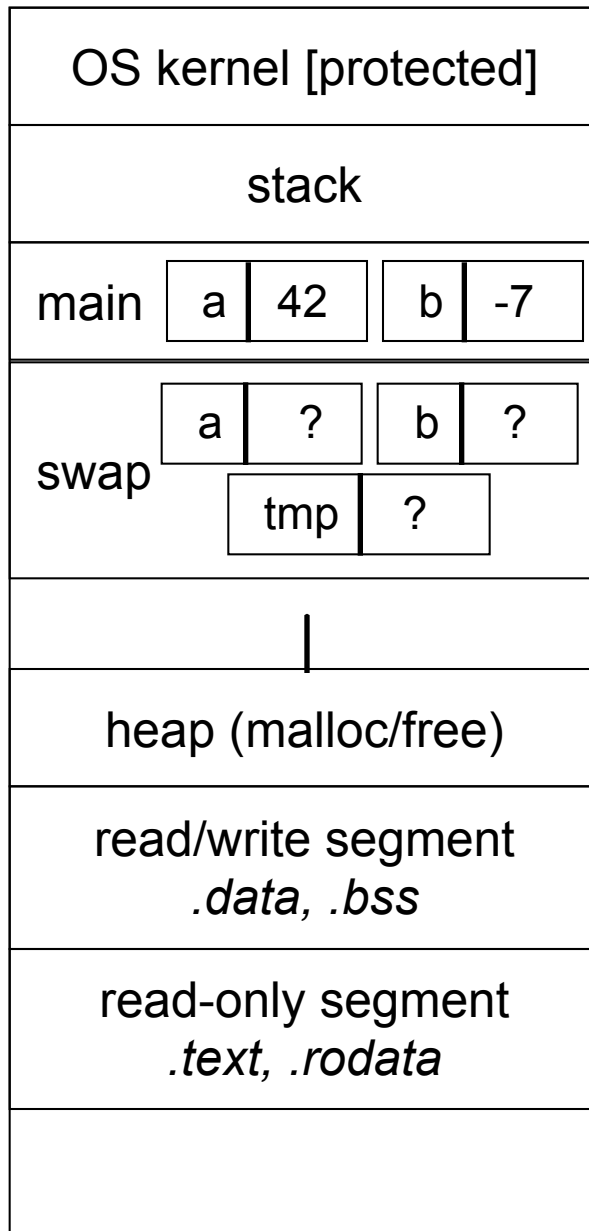 OS kernel [protected]
stack
main a 42 b -7
a ? b ?
swap
tmp ?
heap (malloc/free)
read/write segment
.data, .bss
read-only segment
.text, .rodata